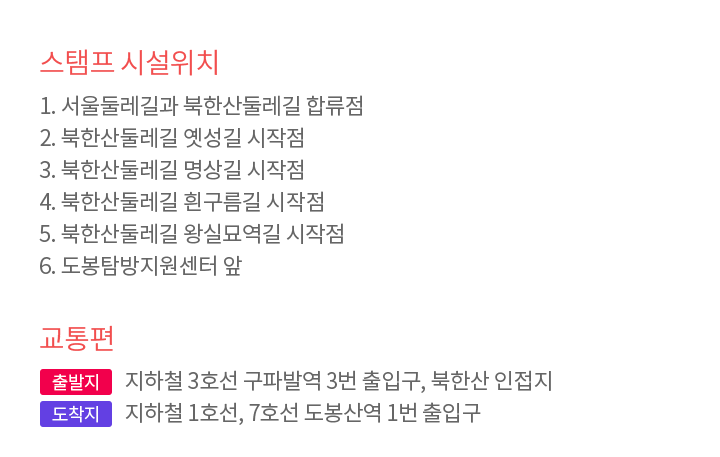 스탬프 시설위치
1. 서울둘레길과 북한산둘레길 합류점
2. 북한산둘레길 옛성길 시작점
3. 북한산둘레길 명상길 시작점
4. 북한산둘레길 흰구름길 시작점
5. 북한산둘레길 왕실묘역길 시작점
6. 도봉탐방지원센터 앞
교통편
출발지 지하철 3호선 구파발역 3번 출입구, 북한산 인접지
도착지 지하철 1호선, 7호선 도봉산역 1번 출입구